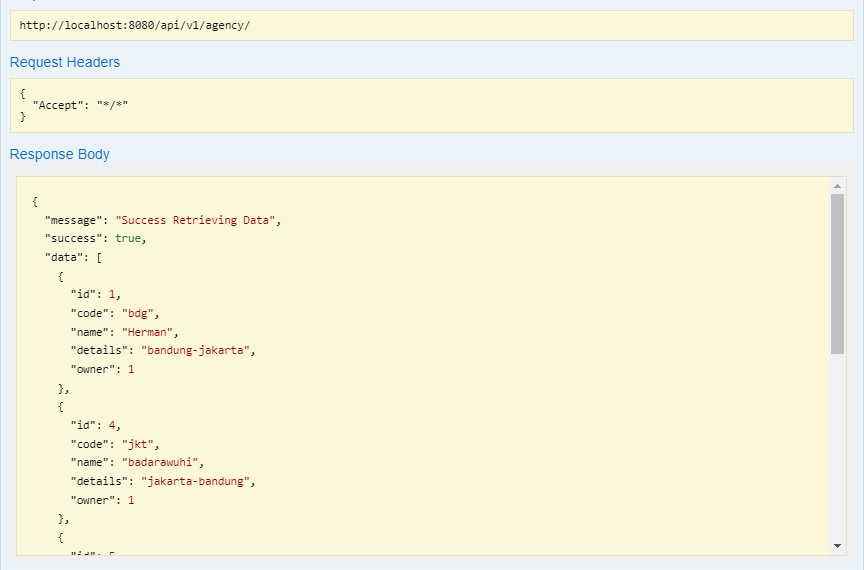 http://localhost:8080/api/v1/agency/
Request Headers
{
  "Accept": "*/*"
}
Response Body
{
  "message": "Success Retrieving Data",
  "success": true,
  "data": [
    {
      "id": 1,
      "code": "bdg",
      "name": "Herman",
      "details": "bandung-jakarta",
      "owner": 1
    },
    {
      "id": 4,
      "code": "jkt",
      "name": "badarawuhi",
      "details": "jakarta-bandung",
      "owner": 1
    },
    {